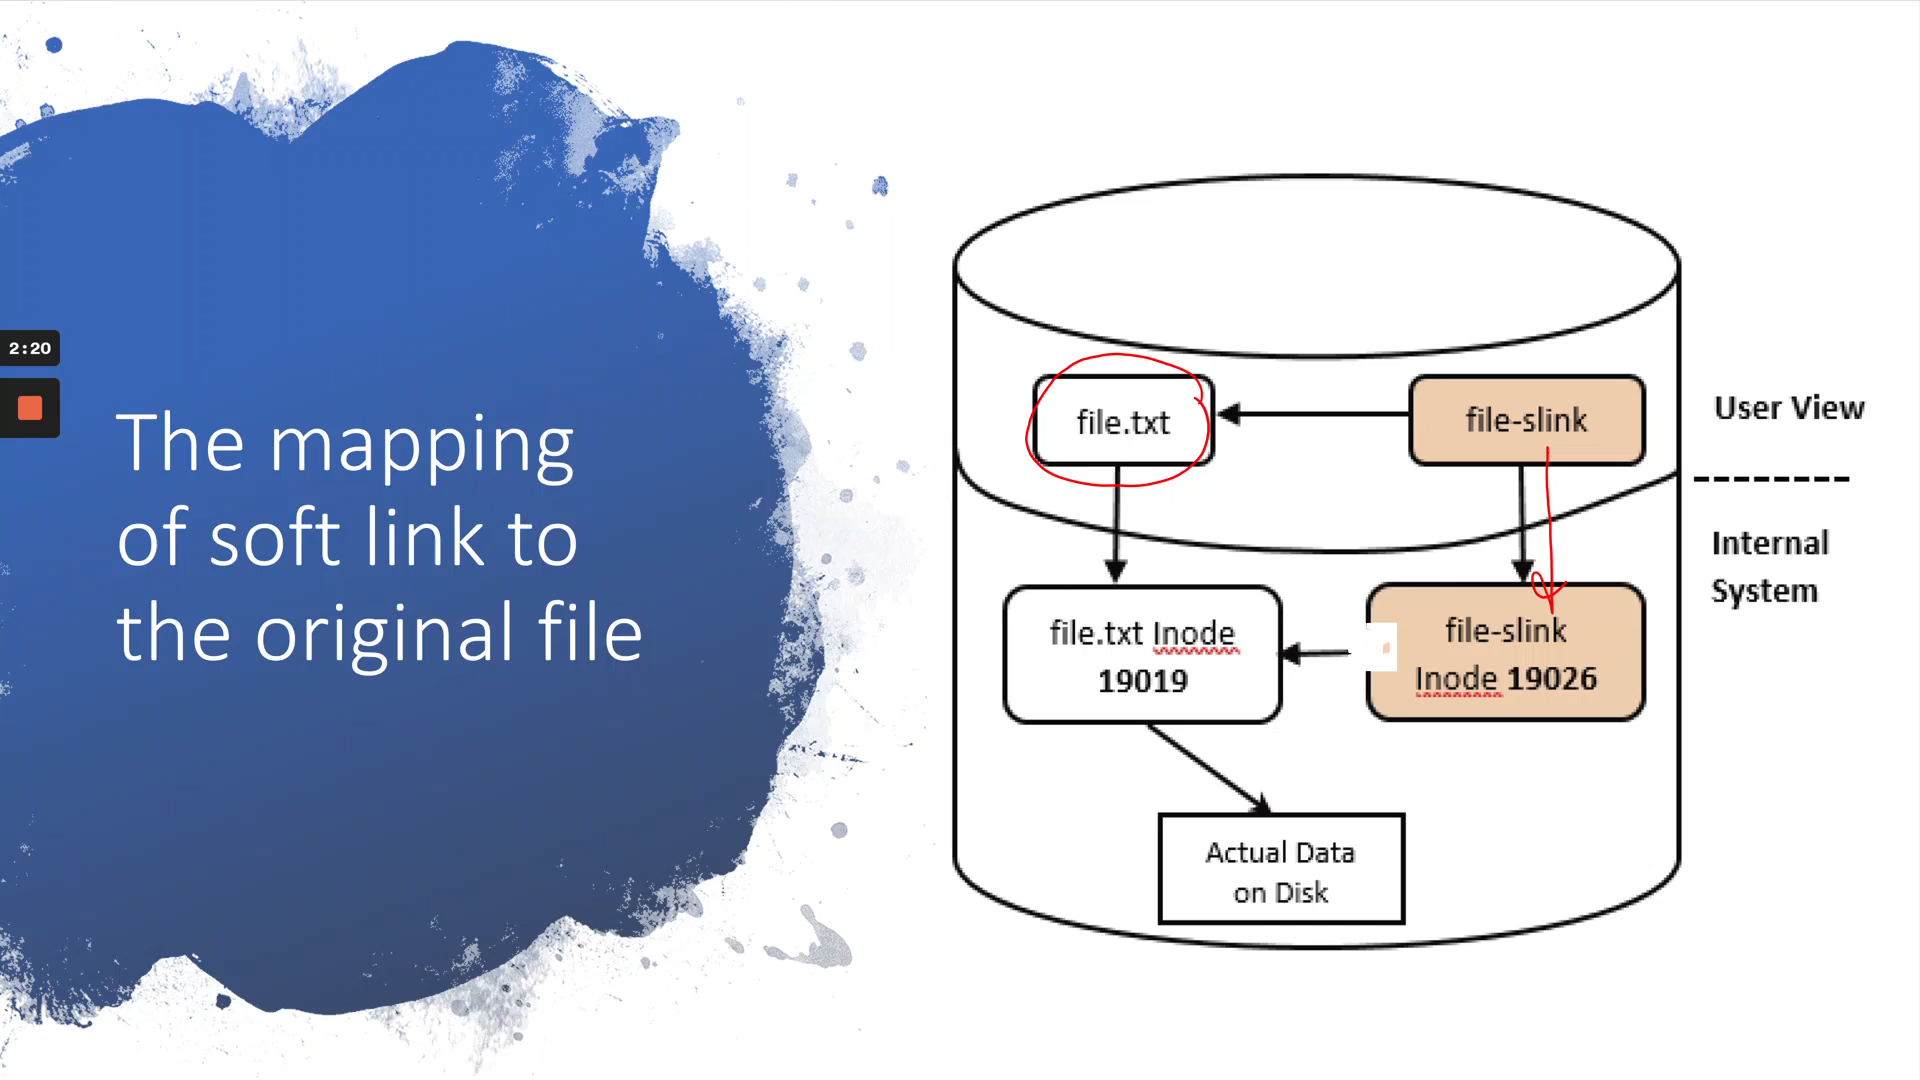 2:20
The mapping
of soft link to
the original file
file.txt
file-slink
User View
Internal
System
file.txt Inode
19019
file-slink
Inode 19026
Actual Data
on Disk